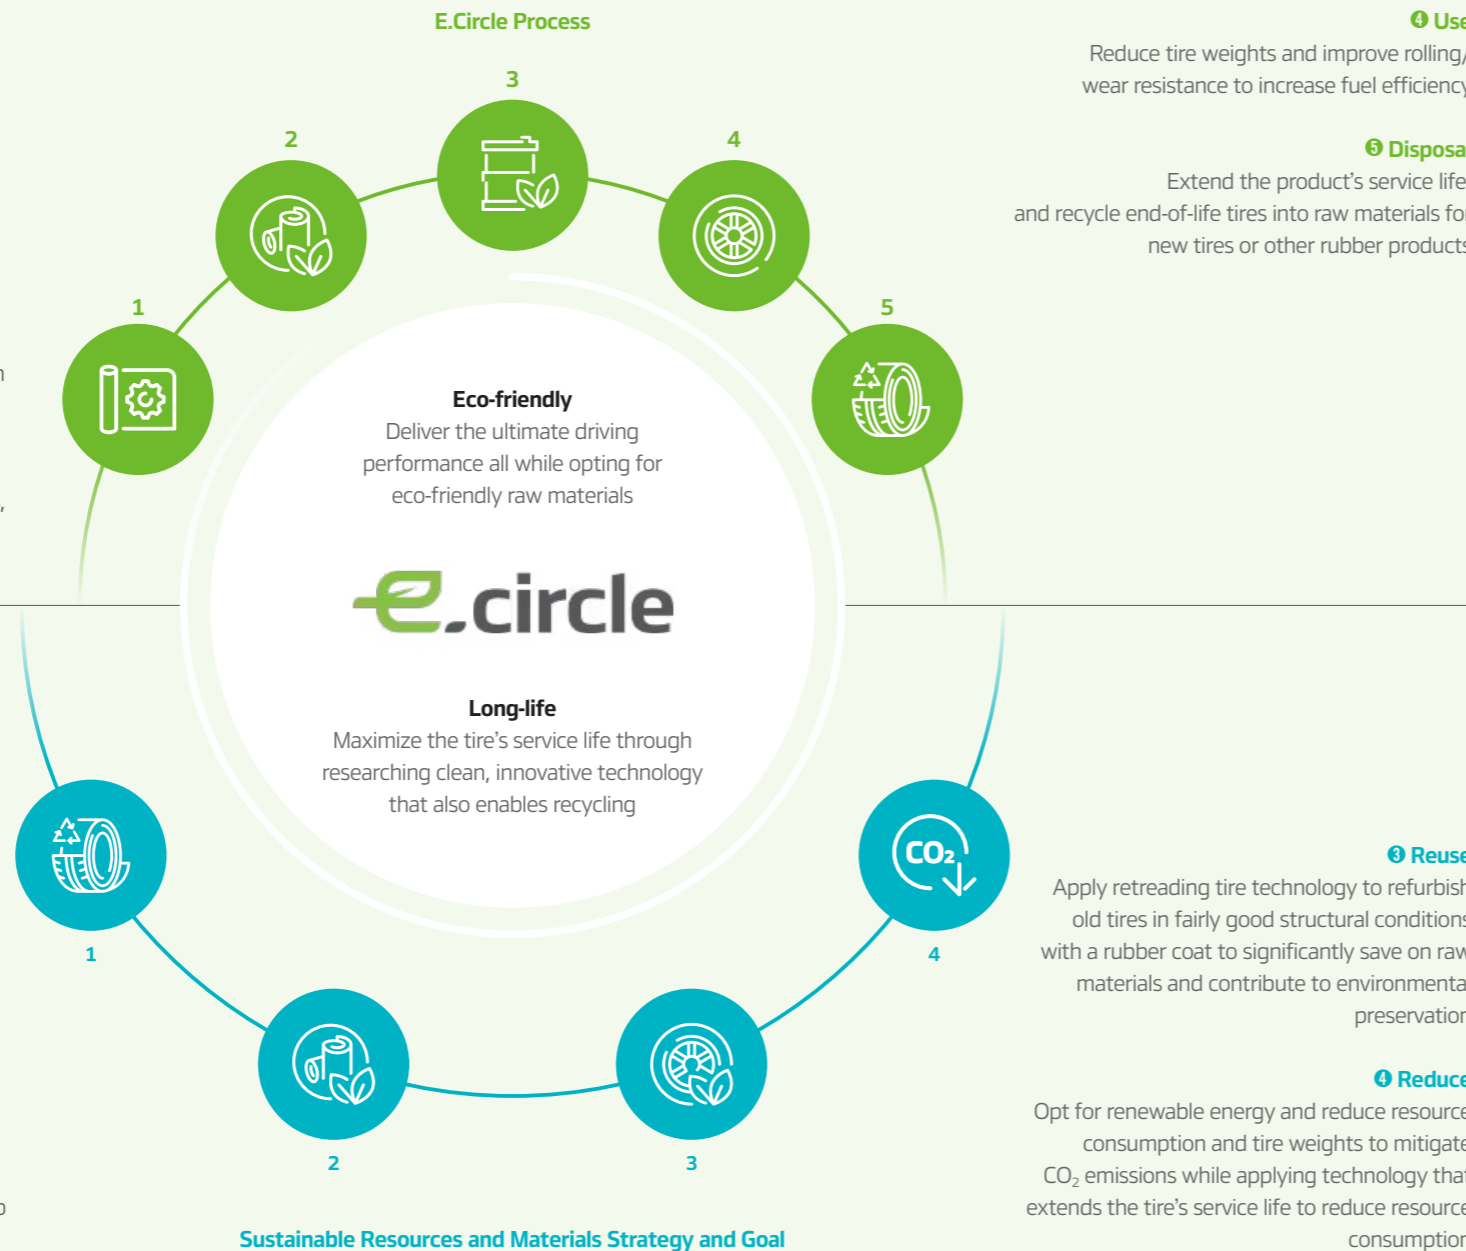 E.Circle Process
3
2
4
1
5
❹ Use
Reduce tire weights and improve rolling/
wear resistance to increase fuel efficiency
❺ Disposa
Extend the product's service life
and recycle end-of-life tires into raw materials for
new tires or other rubber products
Eco-friendly
Deliver the ultimate driving
performance all while opting for
eco-friendly raw materials
e.circle
Long-life
Maximize the tire's service life through
researching clean, innovative technology
that also enables recycling
CO₂
1
4
2
3
❸ Reuse
Apply retreading tire technology to refurbish
old tires in fairly good structural conditions
with a rubber coat to significantly save on raw
materials and contribute to environmenta
preservation
❹ Reduce
Opt for renewable energy and reduce resource
consumption and tire weights to mitigate
CO₂ emissions while applying technology that
extends the tire's service life to reduce resource
consumption
Sustainable Resources and Materials Strategy and Goal